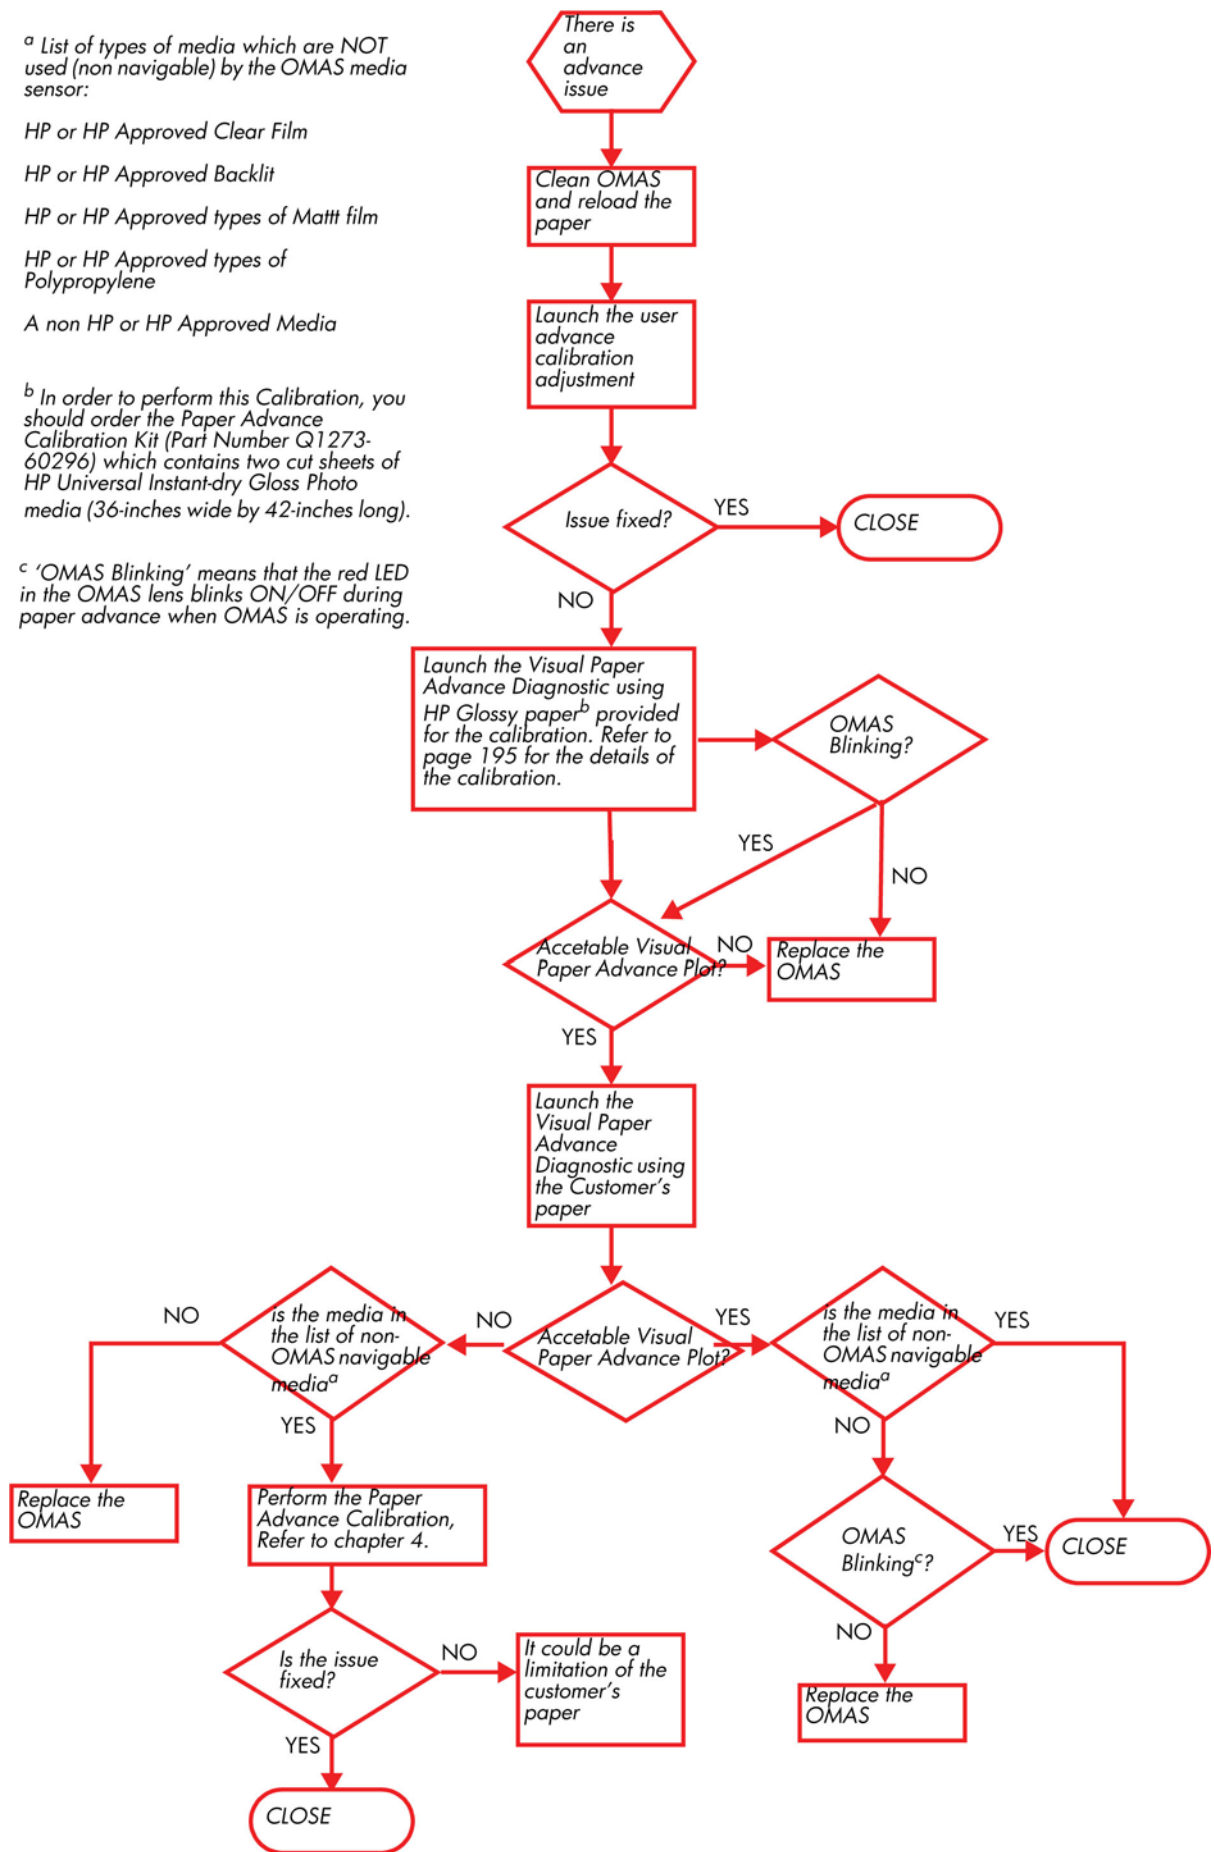 a List of types of media which are NOT
used (non navigable) by the OMAS media
sensor:
HP or HP Approved Clear Film
HP or HP Approved Backlit
HP or HP Approved types of Mattt film
HP or HP Approved types of
Polypropylene
A non HP or HP Approved Media
b In order to perform this Calibration, you
should order the Paper Advance
Calibration Kit (Part Number Q1273-
60296) which contains two cut sheets of
HP Universal Instant-dry Gloss Photo
media (36-inches wide by 42-inches long).
c 'OMAS Blinking' means that the red LED
in the OMAS lens blinks ON/OFF during
paper advance when OMAS is operating.
There is
an
advance
issue
Clean OMAS
and reload the
paper
Launch the user
advance
calibration
adjustment
Issue fixed?
YES
CLOSE
NO
Launch the Visual Paper
Advance Diagnostic using
HP Glossy paperb provided
for the calibration. Refer to
page 195 for the details of
the calibration.
OMAS
Blinking?
YES
NO
Accetable Visual
Paper Advance Plot?
NO
Replace the
OMAS
YES
Launch the
Visual Paper
Advance
Diagnostic using
the Customer's
paper
Accetable Visual
Paper Advance Plot?
NO
YES
is the media in
the list of non-
OMAS navigable
mediaa
NO
YES
Replace the
OMAS
Perform the Paper
Advance Calibration,
Refer to chapter 4.
Is the issue
fixed?
NO
It could be a
limitation of the
customer's
paper
YES
CLOSE
is the media in
the list of non-
OMAS navigable
mediaa
YES
NO
OMAS
Blinkingc?
YES
CLOSE
NO
Replace the
OMAS